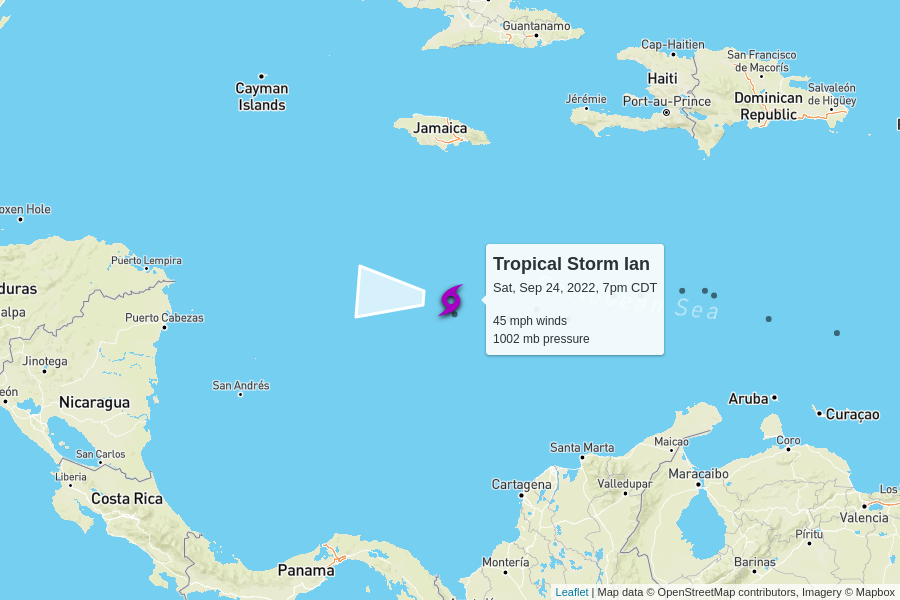 Guantanamo
Cap-Haïtien
San Francisco
de Macorís
Cayman
Islands
Haiti
Salvaleón
de Higüey
Jérémie
Port-au-Prince
Dominican
Republic
Jamaica
oxen Hole
Puerto Lempira
Tropical Storm Ian
Sat, Sep 24, 2022, 7pm CDT
45 mph winds
1002 mb pressure
duras
alpa
Puerto Cabezas
Jinotega
San Andrés
eón
Nicaragua
Aruba
Curaçao
San Carlos
Santa Marta
Maicao
Coro
Liberia
Maracaibo
Cartagena
Valledupar
Los
Costa Rica
Valencia
Píritu
Panama
Montería
Barinas
Leaflet | Map data © OpenStreetMap contributors, Imagery © Mapbox